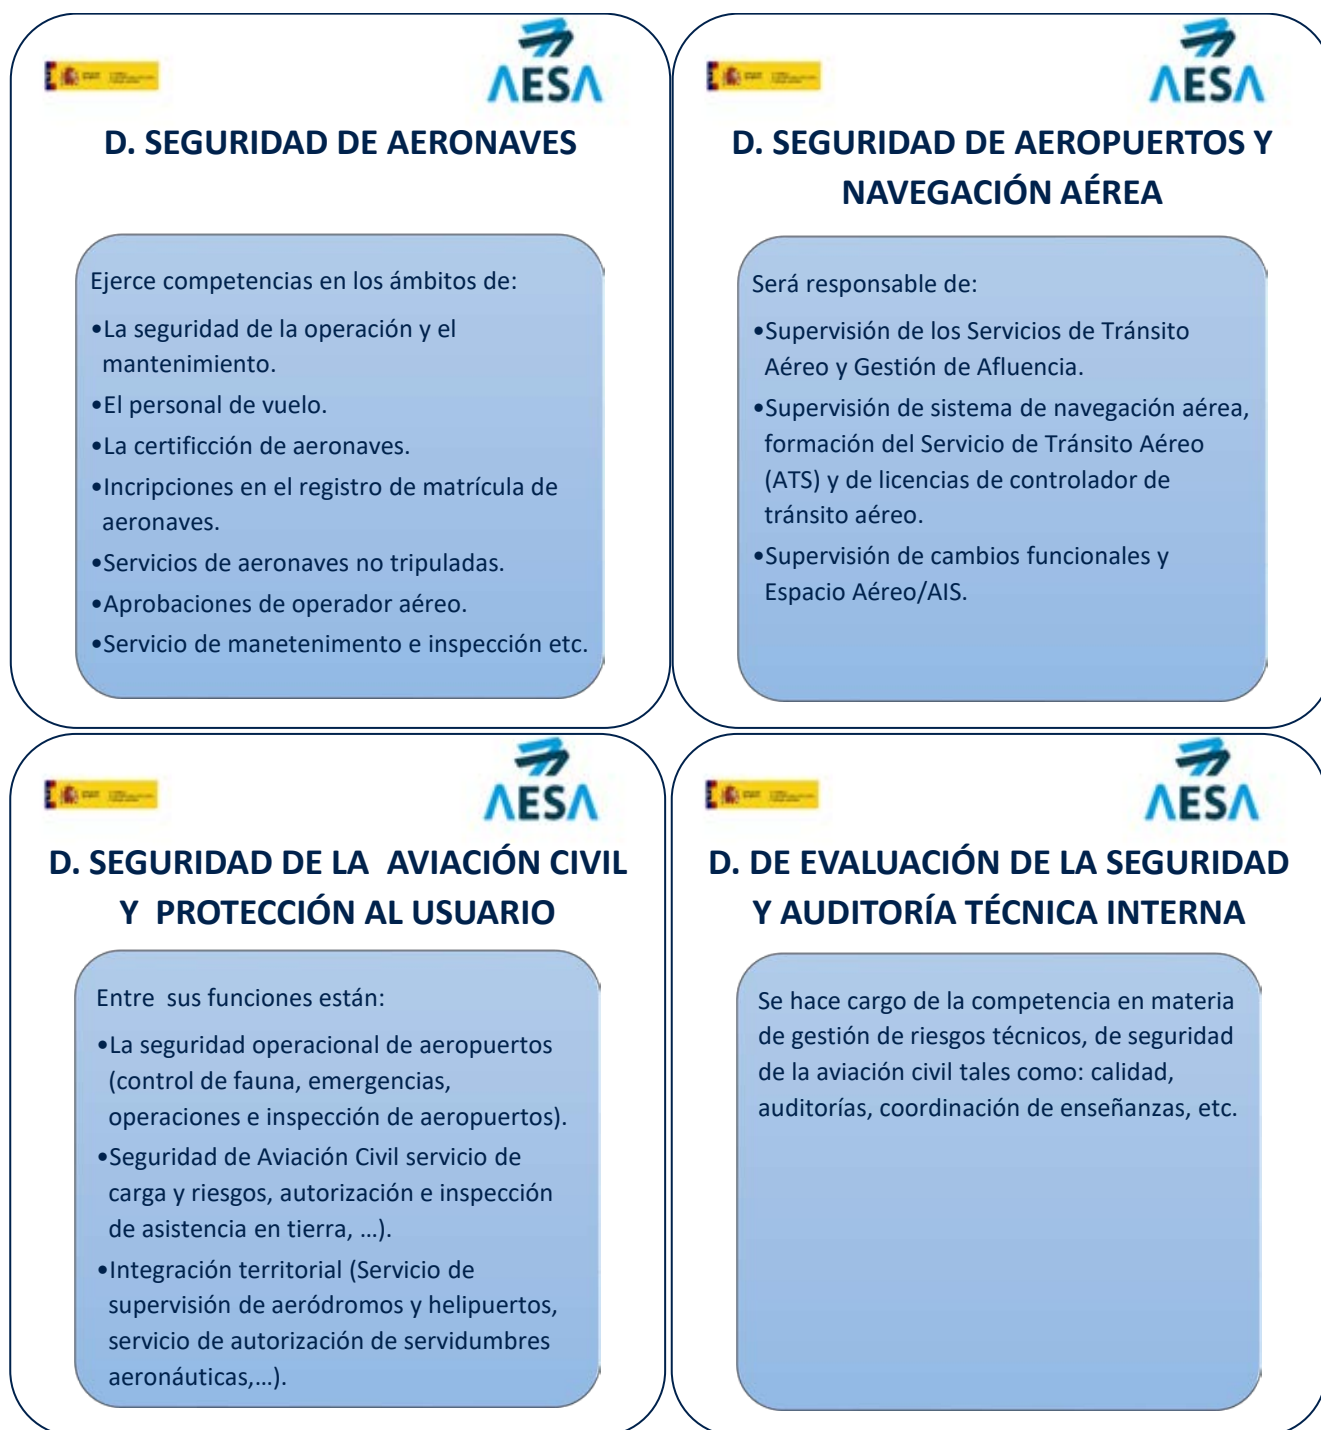 AESA
D. SEGURIDAD DE AERONAVES
Ejerce competencias en los ámbitos de:
•La seguridad de la operación y el
mantenimiento.
•El personal de vuelo.
•La certificción de aeronaves.
•Incripciones en el registro de matrícula de
aeronaves.
•Servicios de aeronaves no tripuladas.
•Aprobaciones de operador aéreo.
•Servicio de manetenimento e inspección etc.
AESA
D. SEGURIDAD DE AEROPUERTOS Y
NAVEGACIÓN AÉREA
Será responsable de:
•Supervisión de los Servicios de Tránsito
Aéreo y Gestión de Afluencia.
•Supervisión de sistema de navegación aérea,
formación del Servicio de Tránsito Aéreo
(ATS) y de licencias de controlador de
tránsito aéreo.
•Supervisión de cambios funcionales y
Espacio Aéreo/AIS.
AESA
D. SEGURIDAD DE LA AVIACIÓN CIVIL
Y PROTECCIÓN AL USUARIO
Entre sus funciones están:
•La seguridad operacional de aeropuertos
(control de fauna, emergencias,
operaciones e inspección de aeropuertos).
•Seguridad de Aviación Civil servicio de
carga y riesgos, autorización e inspección
de asistencia en tierra, …).
•Integración territorial (Servicio de
supervisión de aeródromos y helipuertos,
servicio de autorización de servidumbres
aeronáuticas,…).
AESA
D. DE EVALUACIÓN DE LA SEGURIDAD
Y AUDITORÍA TÉCNICA INTERNA
Se hace cargo de la competencia en materia
de gestión de riesgos técnicos, de seguridad
de la aviación civil tales como: calidad,
auditorías, coordinación de enseñanzas, etc.